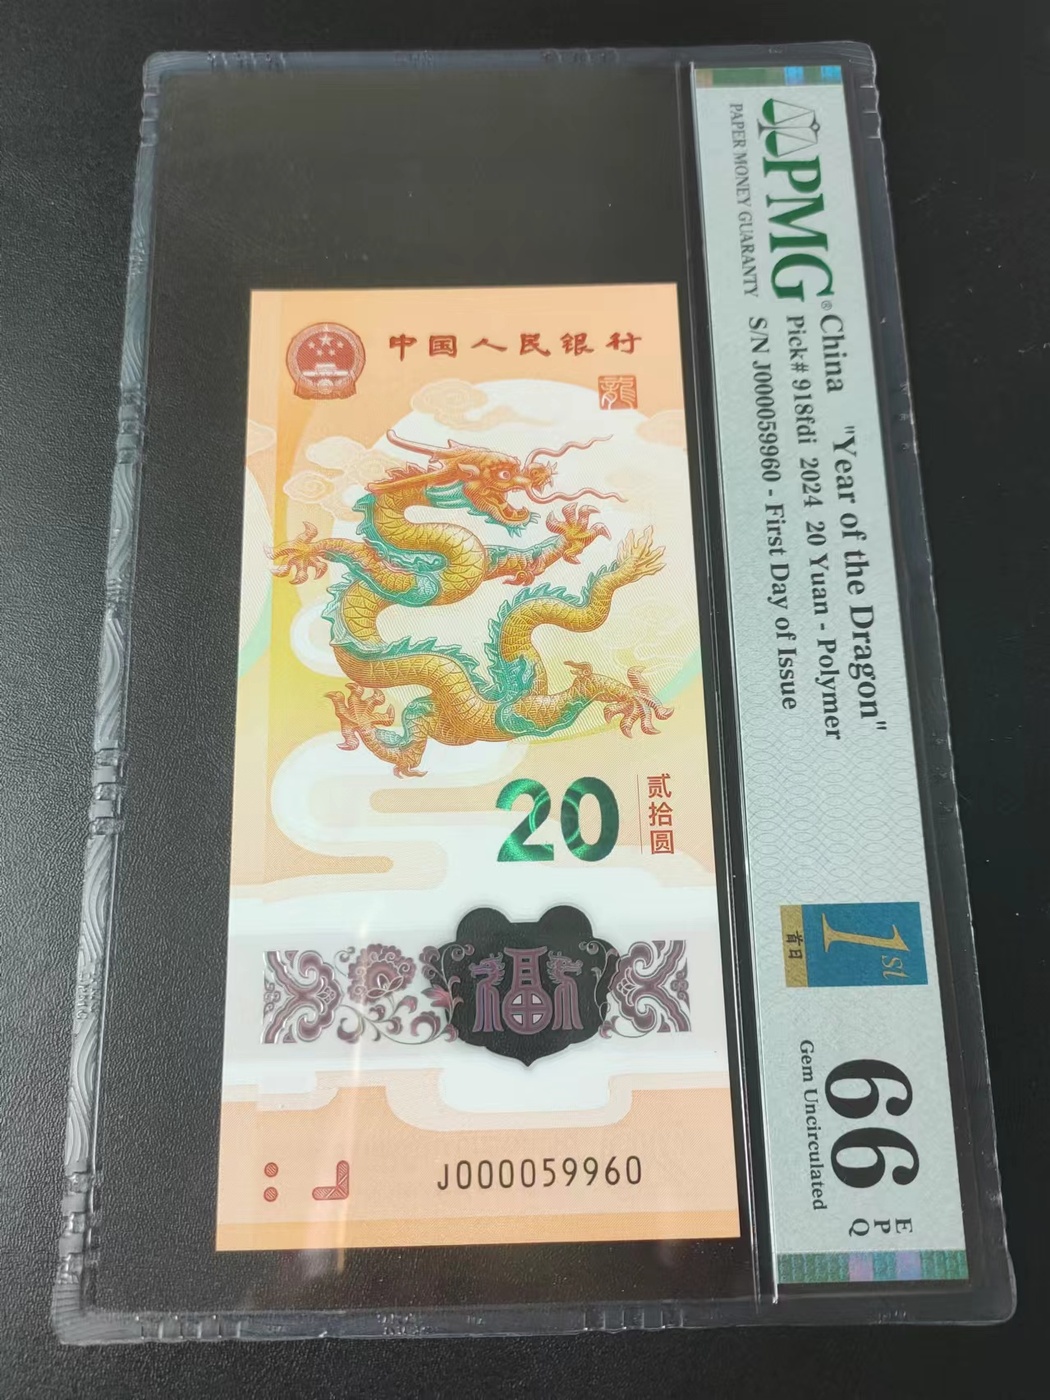 中国人民银行
龍
20
贰拾圆
福
J000059960
PMG®
PAPER MONEY GUARANTY
China "Year of the Dragon"
Pick# 918fdi 2024 20 Yuan - Polymer
S/N J000059960 - First Day of Issue
1st
首日
66 EPQ
Gem Uncirculated